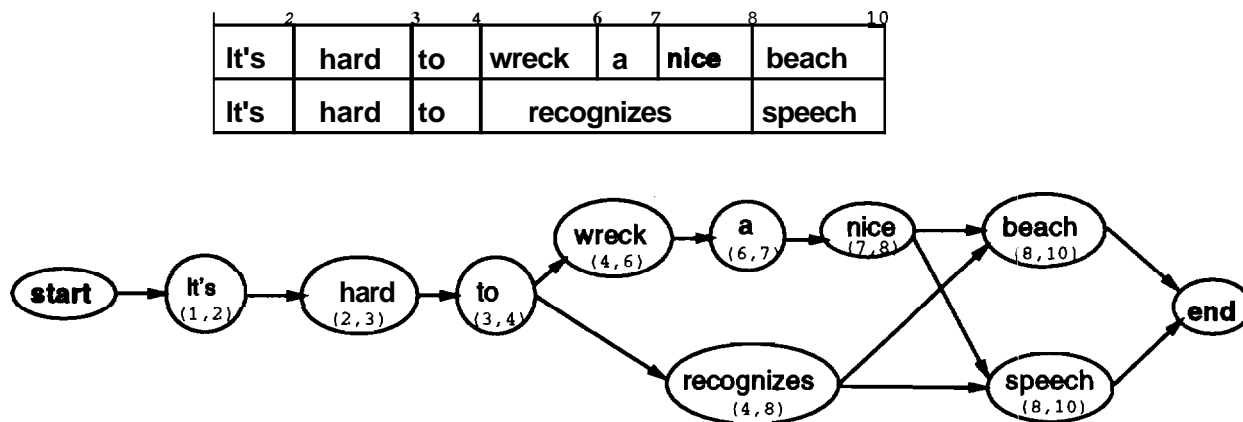 2 3 4 6 7 8 10
It's hard to wreck a nice beach
It's hard to recognizes speech
wreck a nice beach
(4,6) (6,7) (7,8) (8,10)
start It's hard to end
(1,2) (2,3) (3,4)
recognizes speech
(4,8) (8,10)